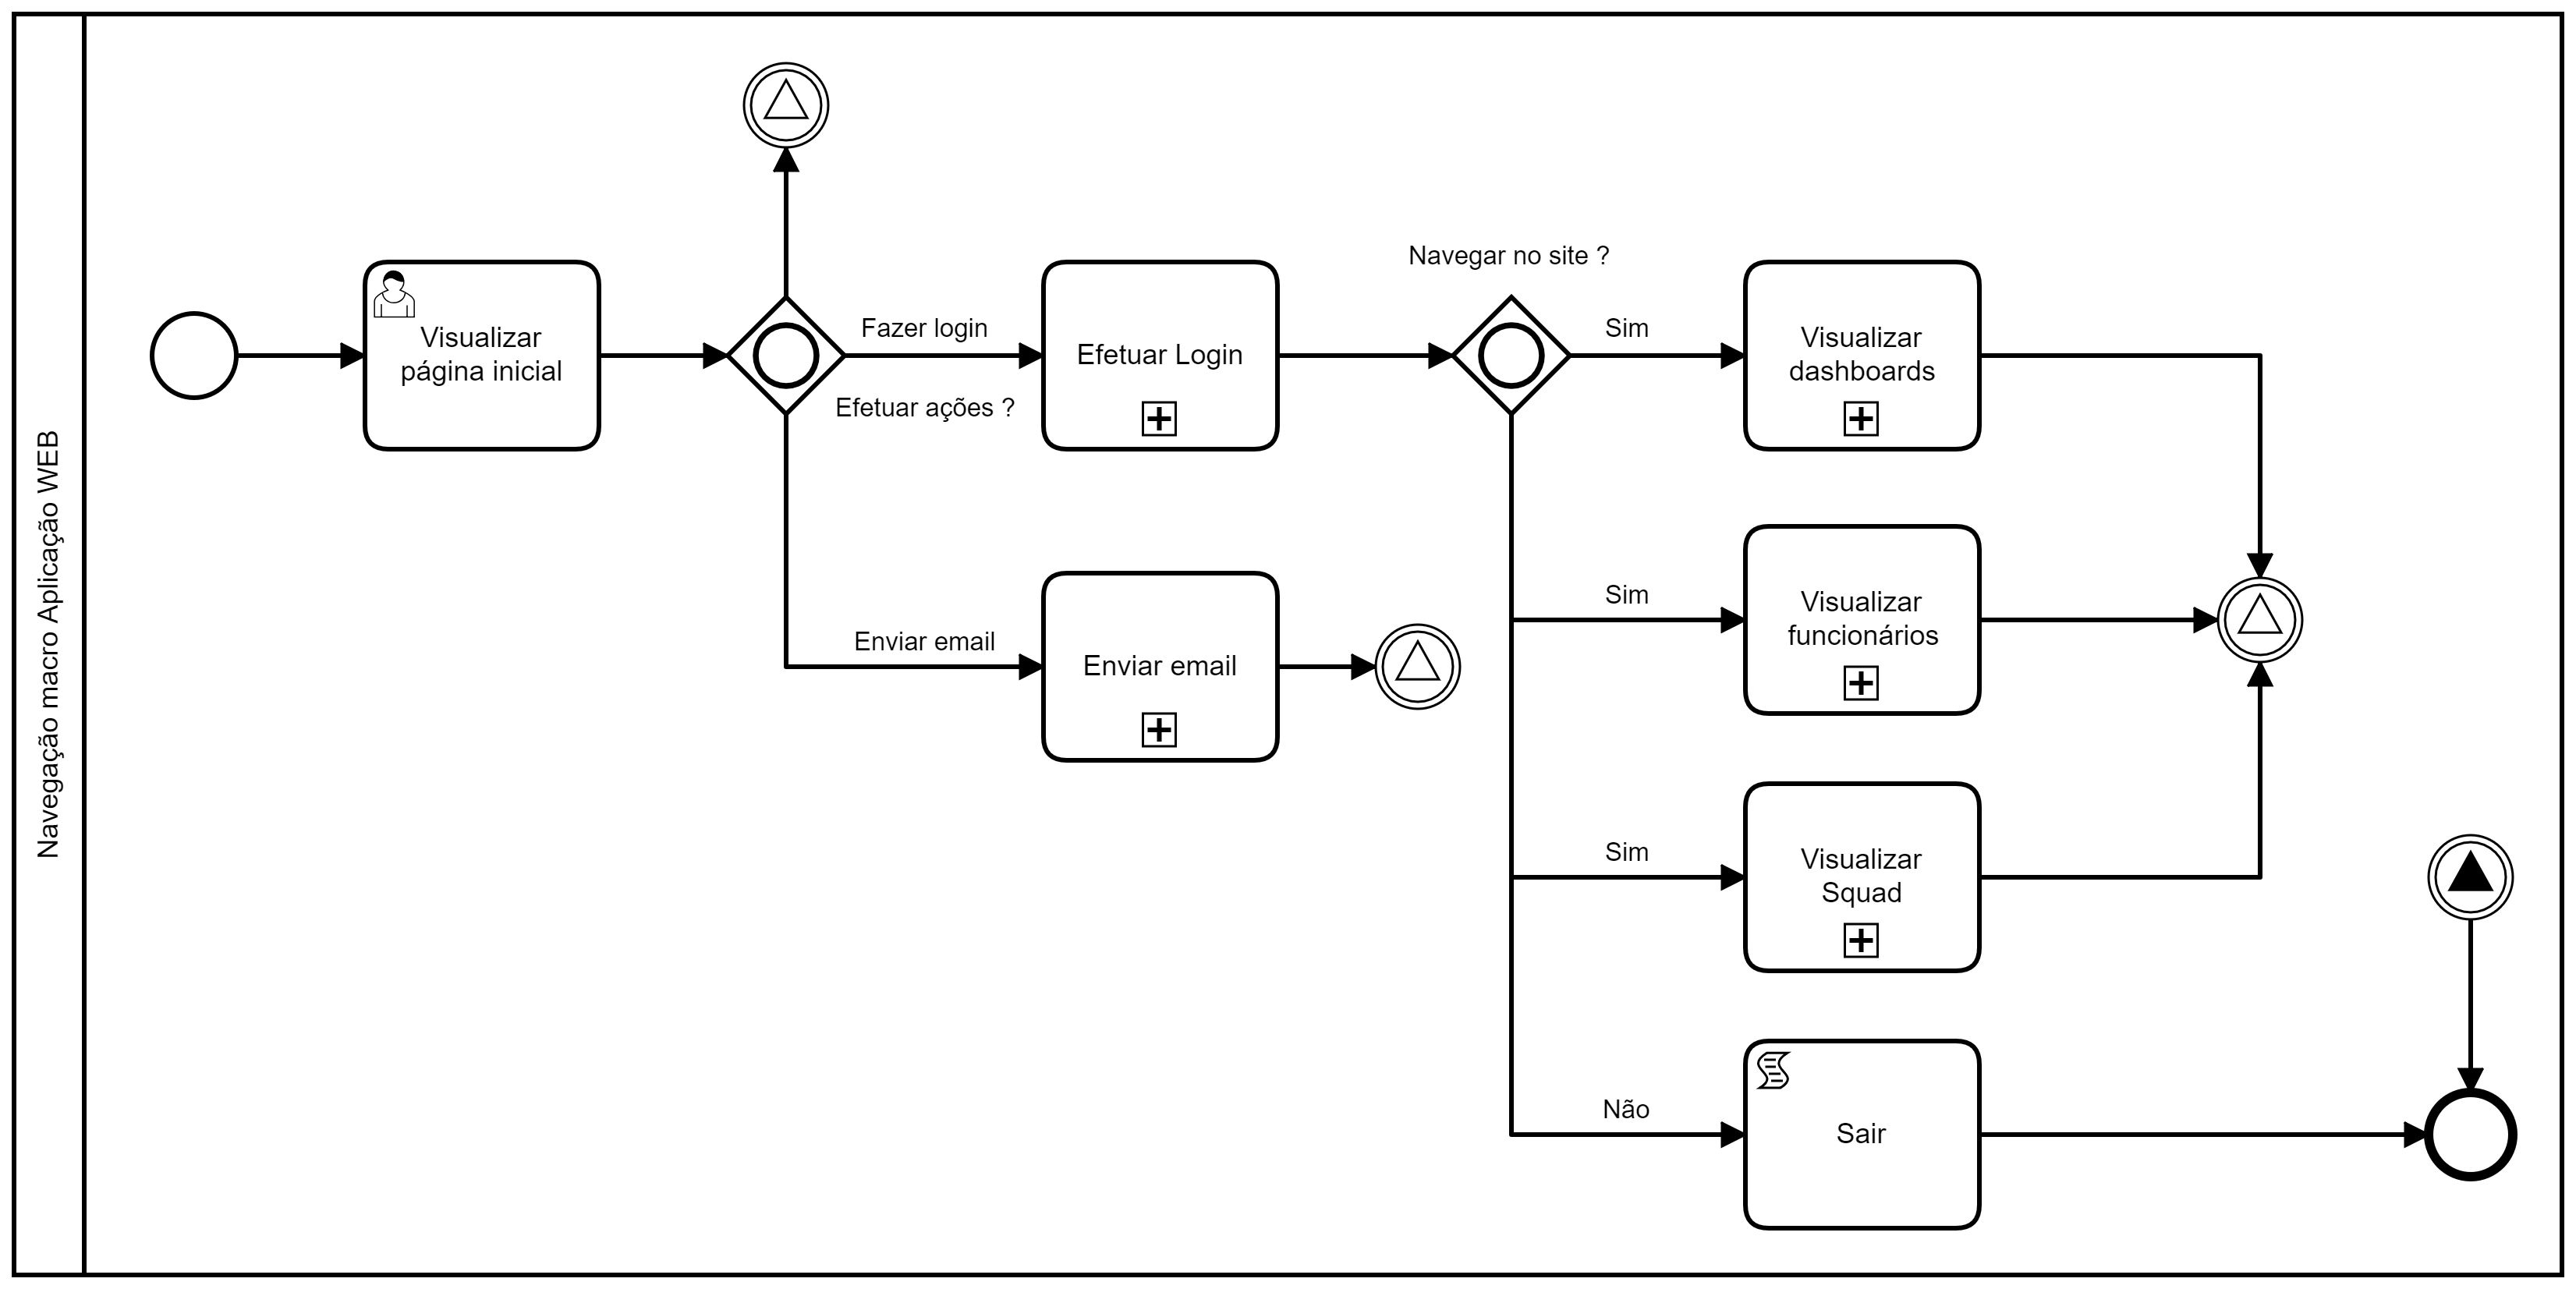 Navegação macro Aplicação WEB
Visualizar
página inicial
Fazer login
Efetuar ações ?
Efetuar Login
Enviar email
Enviar email
Navegar no site ?
Sim
Visualizar
dashboards
Sim
Visualizar
funcionários
Sim
Visualizar
Squad
Não
Sair